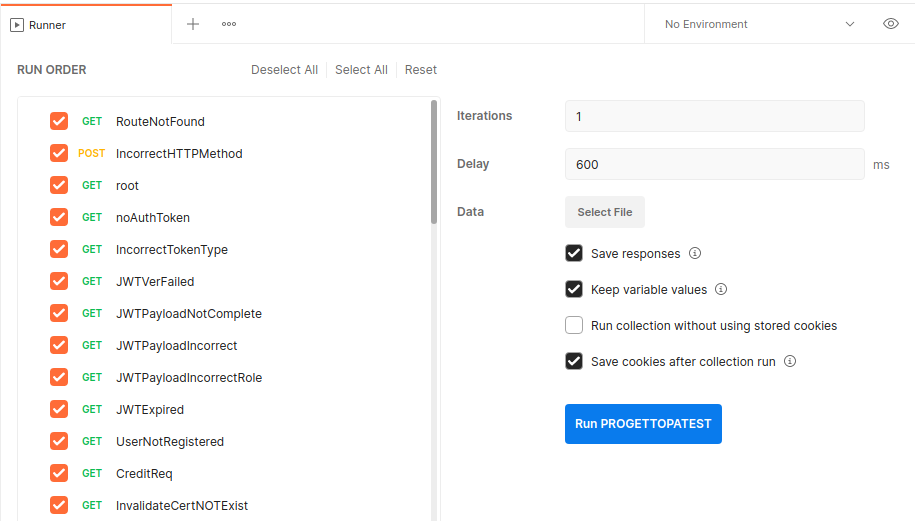 Runner
No Environment
RUN ORDER
Deselect All
Select All
Reset
GET RouteNotFound
POST IncorrectHTTPMethod
GET root
GET noAuthToken
GET IncorrectTokenType
GET JWTVerFailed
GET JWTPayloadNotComplete
GET JWTPayloadIncorrect
GET JWTPayloadIncorrectRole
GET JWTExpired
GET UserNotRegistered
GET CreditReq
GET InvalidateCertNOTExist
Iterations 1
Delay 600 ms
Data Select File
Save responses
Keep variable values
Run collection without using stored cookies
Save cookies after collection run
Run PROGETTOPATEST